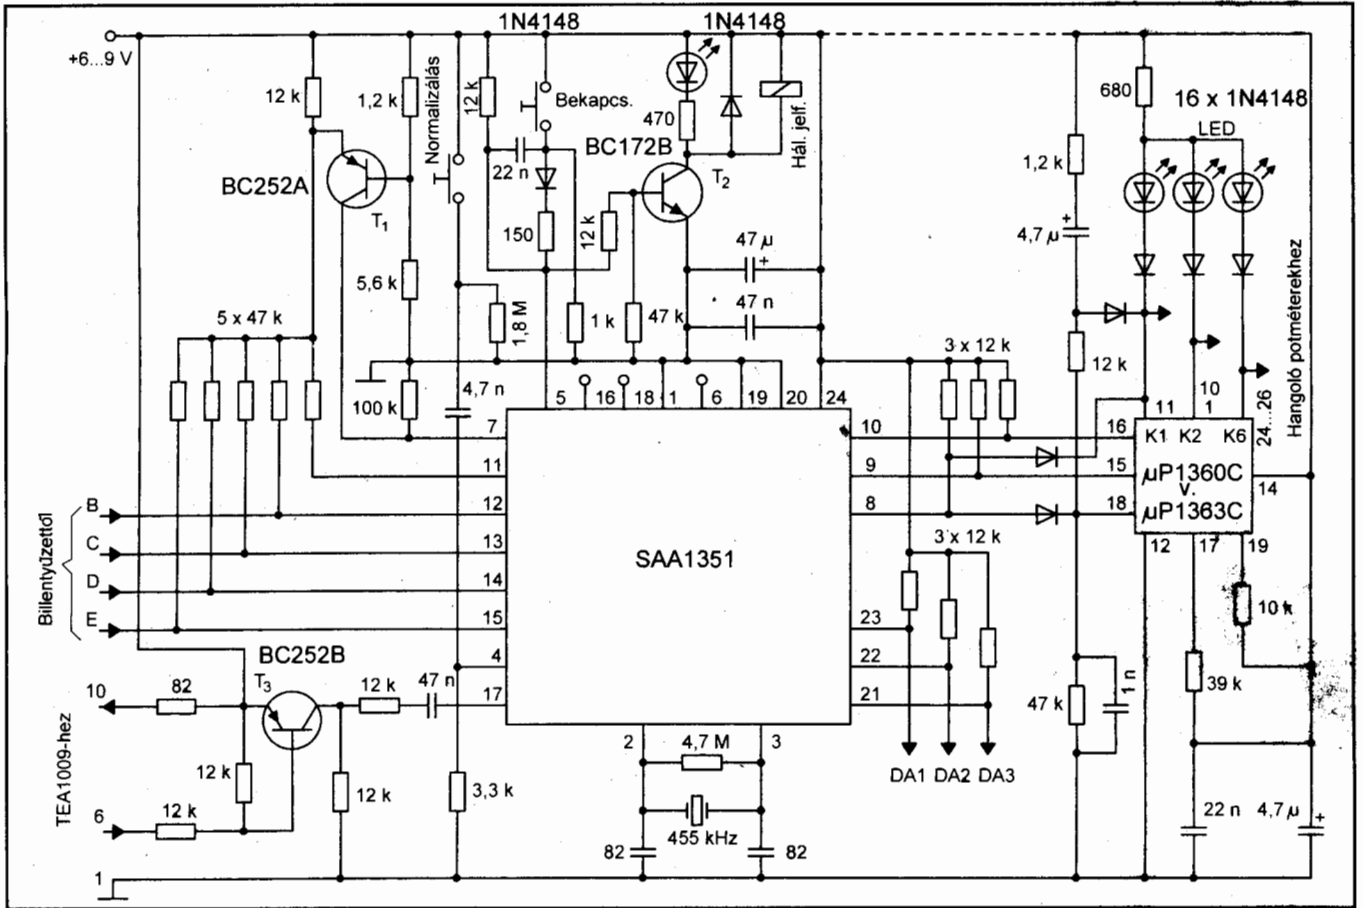 1N4148
1N4148
+6...9 V
12 k
1,2 k
Normalizálás
12 k
Bekapcs.
470
Hál. jelf.
680
16 x 1N4148
LED
BC252A
T1
22 n
BC172B
T2
1,2 k
150
12 k
47 µ
+
4,7 µ
+
5,6 k
47 n
5 x 47 k
1,8 M
1 k
47 k
3 x 12 k
12 k
Hangoló potméterekhez
100 k
4,7 n
5
16
18
1
6
19
20
24
11
10
1
24...26
7
10
16
K1
K2
K6
11
9
15
µP1360C
v.
µP1363C
14
B
12
8
18
12
17
19
C
13
SAA1351
3 x 12 k
Billentyűzettől
D
14
10 k
E
15
23
BC252B
T3
4
22
10
82
12 k
47 n
17
21
47 k
1 n
39 k
TEA1009-hez
2
4,7 M
3
DA1
DA2
DA3
12 k
12 k
3,3 k
6
12 k
455 kHz
22 n
4,7 µ
+
82
82
1